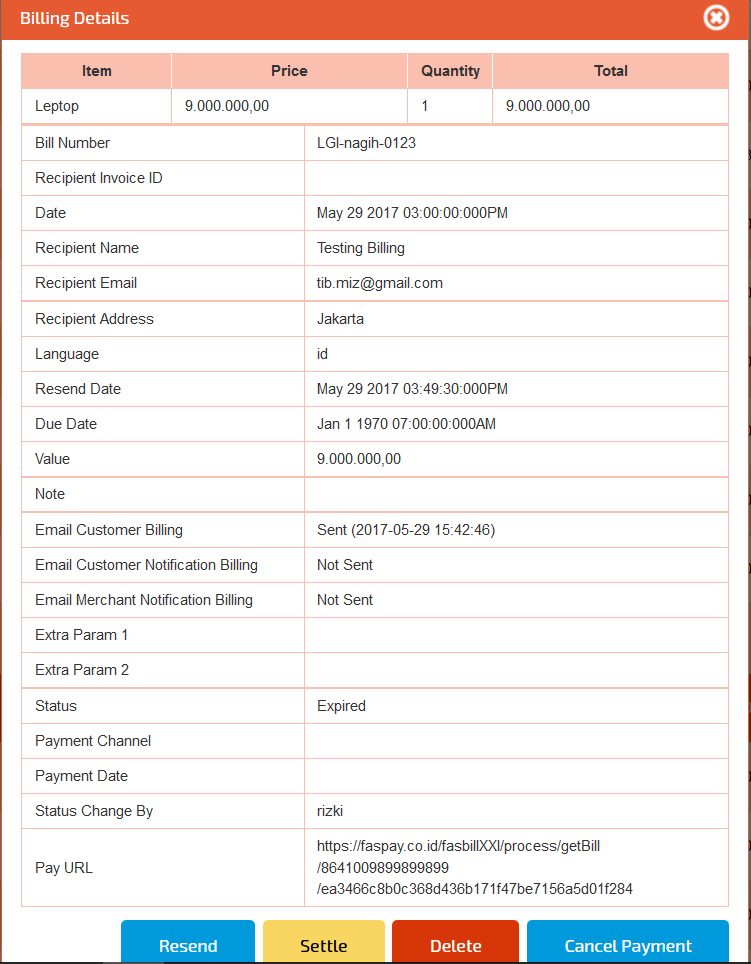 Billing Details
Item Price Quantity Total
Leptop 9.000.000,00 1 9.000.000,00
Bill Number LGI-nagih-0123
Recipient Invoice ID
Date May 29 2017 03:00:00:000PM
Recipient Name Testing Billing
Recipient Email tib.miz@gmail.com
Recipient Address Jakarta
Language id
Resend Date May 29 2017 03:49:30:000PM
Due Date Jan 1 1970 07:00:00:000AM
Value 9.000.000,00
Note
Email Customer Billing Sent (2017-05-29 15:42:46)
Email Customer Notification Billing Not Sent
Email Merchant Notification Billing Not Sent
Extra Param 1
Extra Param 2
Status Expired
Payment Channel
Payment Date
Status Change By rizki
Pay URL https://faspay.co.id/fasbillXXI/process/getBill
/8641009899899899
/ea3466c8b0c368d436b171f47be7156a5d01f284
Resend Settle Delete Cancel Payment